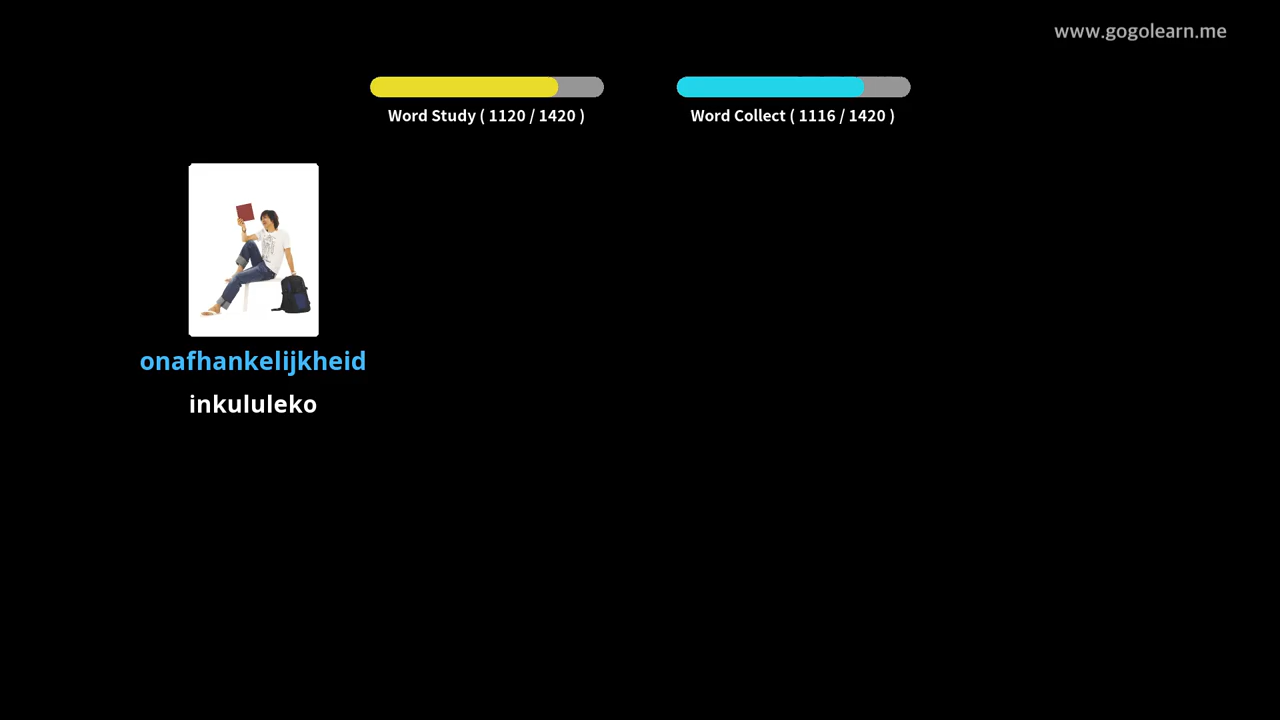 www.gogolearn.me
Word Study ( 1120 / 1420 )
Word Collect ( 1116 / 1420 )
onafhankelijkheid
inkululeko